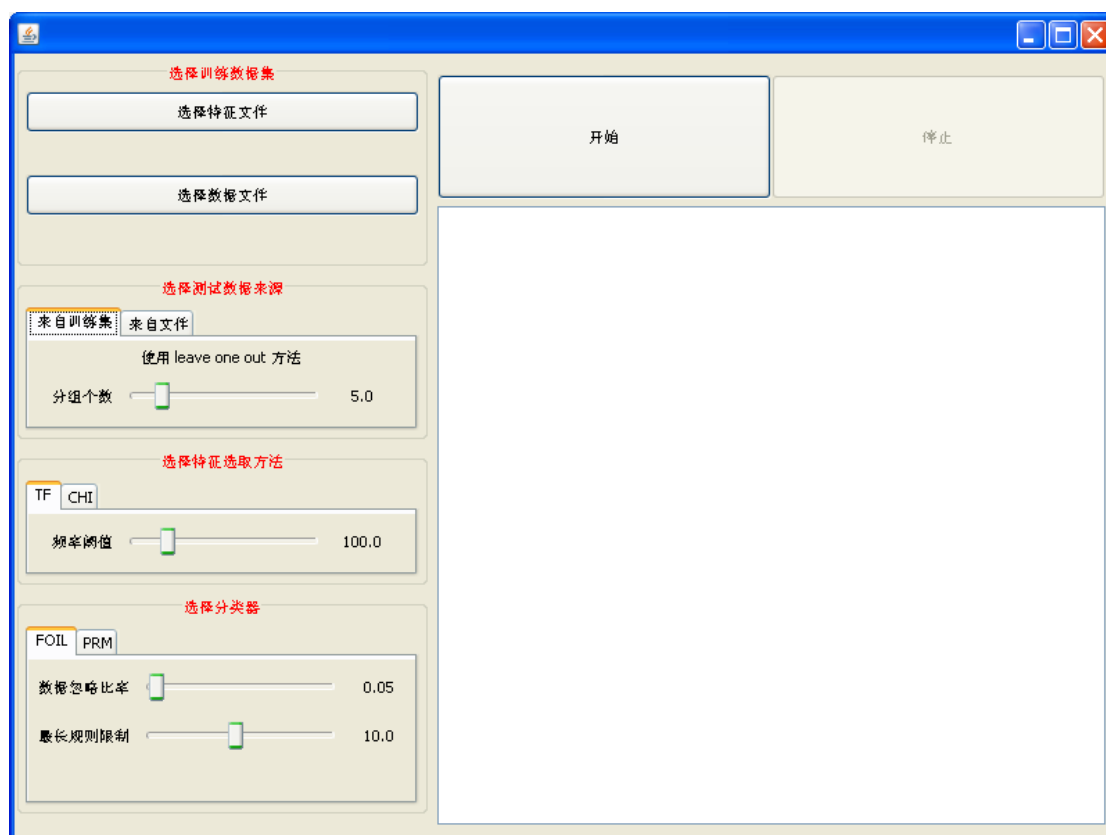 选择训练数据集
选择特征文件
选择数据文件
开始
停止
选择测试数据来源
来自训练集 来自文件
使用 leave one out 方法
分组个数 5.0
选择特征选取方法
TF CHI
频率阈值 100.0
选择分类器
FOIL PRM
数据忽略比率 0.05
最长规则限制 10.0